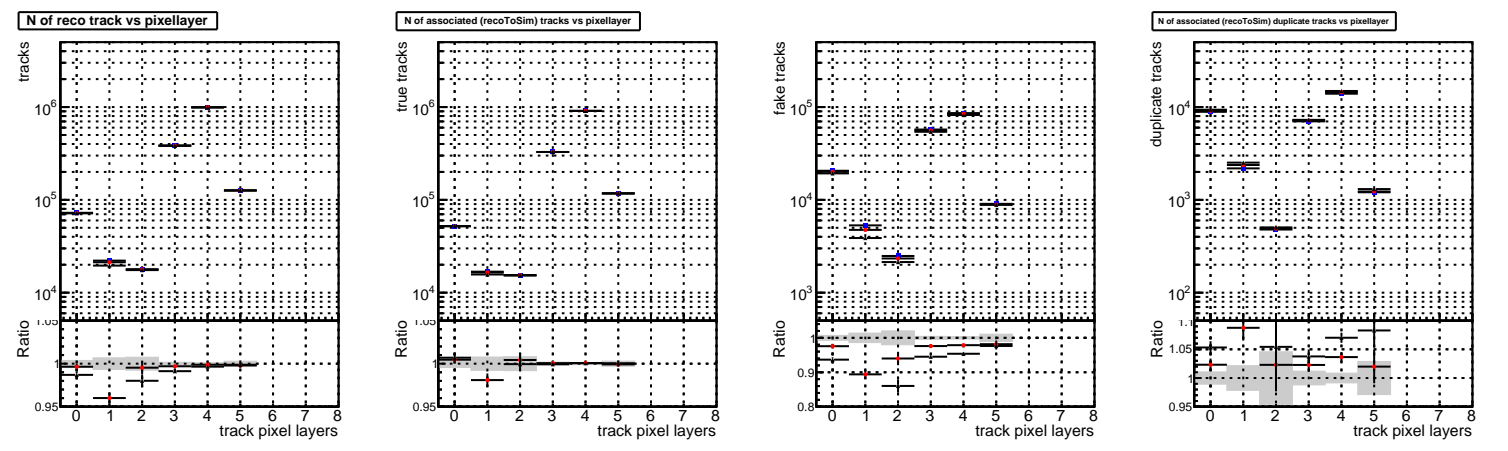 N of reco track vs pixellayer
tracks
10^6
10^5
10^4
Ratio
1.05
1
0.95
0 1 2 3 4 5 6 7 8
track pixel layers
N of associated (recoToSim) tracks vs pixellayer
true tracks
10^6
10^5
10^4
Ratio
1.05
1
0.95
0 1 2 3 4 5 6 7 8
track pixel layers
fake tracks
10^5
10^4
10^3
Ratio
1
0.9
0.8
0 1 2 3 4 5 6 7 8
track pixel layers
N of associated (recoToSim) duplicate tracks vs pixellayer
duplicate tracks
10^4
10^3
10^2
Ratio
1.1
1.05
1
0.95
0 1 2 3 4 5 6 7 8
track pixel layers